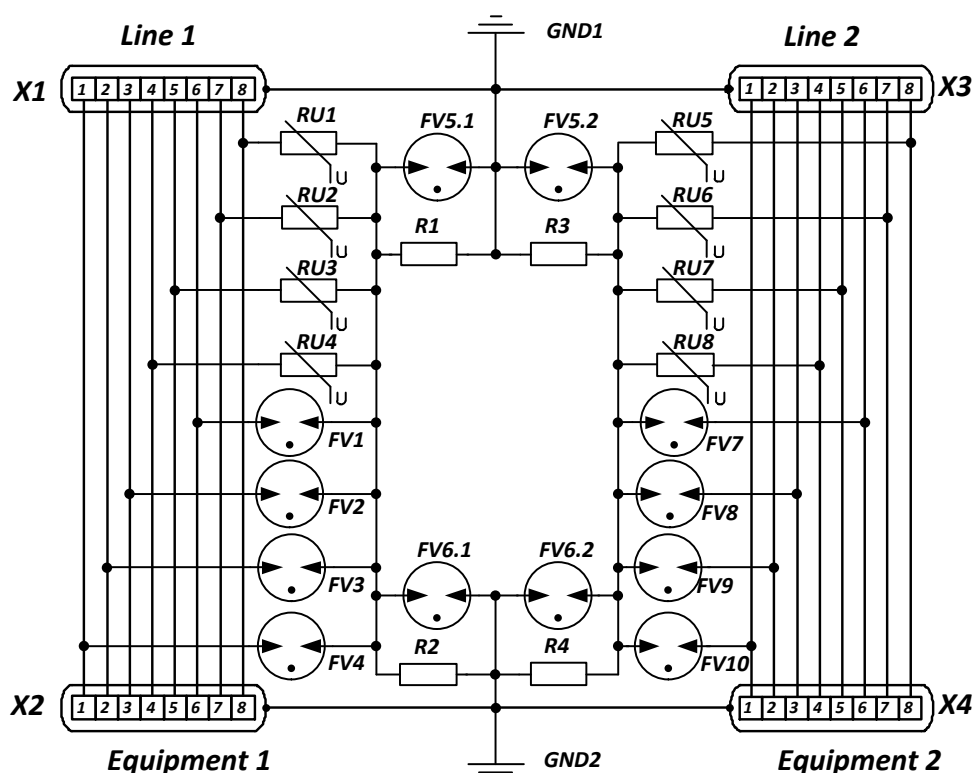 GND1
Line 1
Line 2
X1
1 2 3 4 5 6 7 8
1 2 3 4 5 6 7 8
X3
RU1
FV5.1
FV5.2
RU5
U
U
RU2
RU6
R1
R3
U
U
RU3
RU7
U
U
RU4
RU8
U
U
FV1
FV7
FV2
FV8
FV6.1
FV6.2
FV3
FV9
R2
R4
FV4
FV10
X2
1 2 3 4 5 6 7 8
1 2 3 4 5 6 7 8
X4
Equipment 1
GND2
Equipment 2